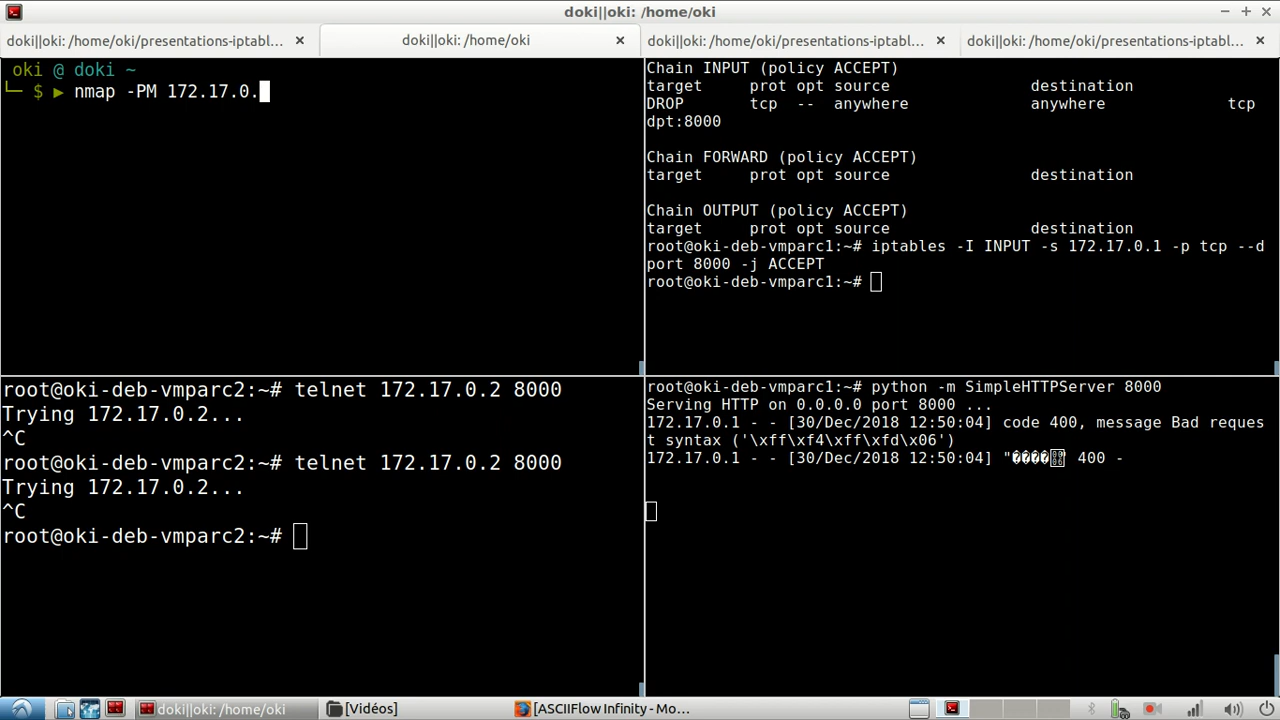 doki||oki: /home/oki
doki||oki: /home/oki/presentations-iptabl...
doki||oki: /home/oki
doki||oki: /home/oki/presentations-iptabl...
doki||oki: /home/oki/presentations-iptabl...
oki @ doki ~
└─ $ ▶ nmap -PM 172.17.0.
Chain INPUT (policy ACCEPT)
target prot opt source destination
DROP tcp -- anywhere anywhere tcp
dpt:8000
Chain FORWARD (policy ACCEPT)
target prot opt source destination
Chain OUTPUT (policy ACCEPT)
target prot opt source destination
root@oki-deb-vmparc1:~# iptables -I INPUT -s 172.17.0.1 -p tcp --d
port 8000 -j ACCEPT
root@oki-deb-vmparc1:~#
root@oki-deb-vmparc2:~# telnet 172.17.0.2 8000
Trying 172.17.0.2...
^C
root@oki-deb-vmparc2:~# telnet 172.17.0.2 8000
Trying 172.17.0.2...
^C
root@oki-deb-vmparc2:~#
root@oki-deb-vmparc1:~# python -m SimpleHTTPServer 8000
Serving HTTP on 0.0.0.0 port 8000 ...
172.17.0.1 - - [30/Dec/2018 12:50:04] code 400, message Bad reques
t syntax ('\xff\xf4\xff\xfd\x06')
172.17.0.1 - - [30/Dec/2018 12:50:04] "����" 400 -
doki||oki: /home/oki
[Vidéos]
[ASCIIFlow Infinity - Mo...